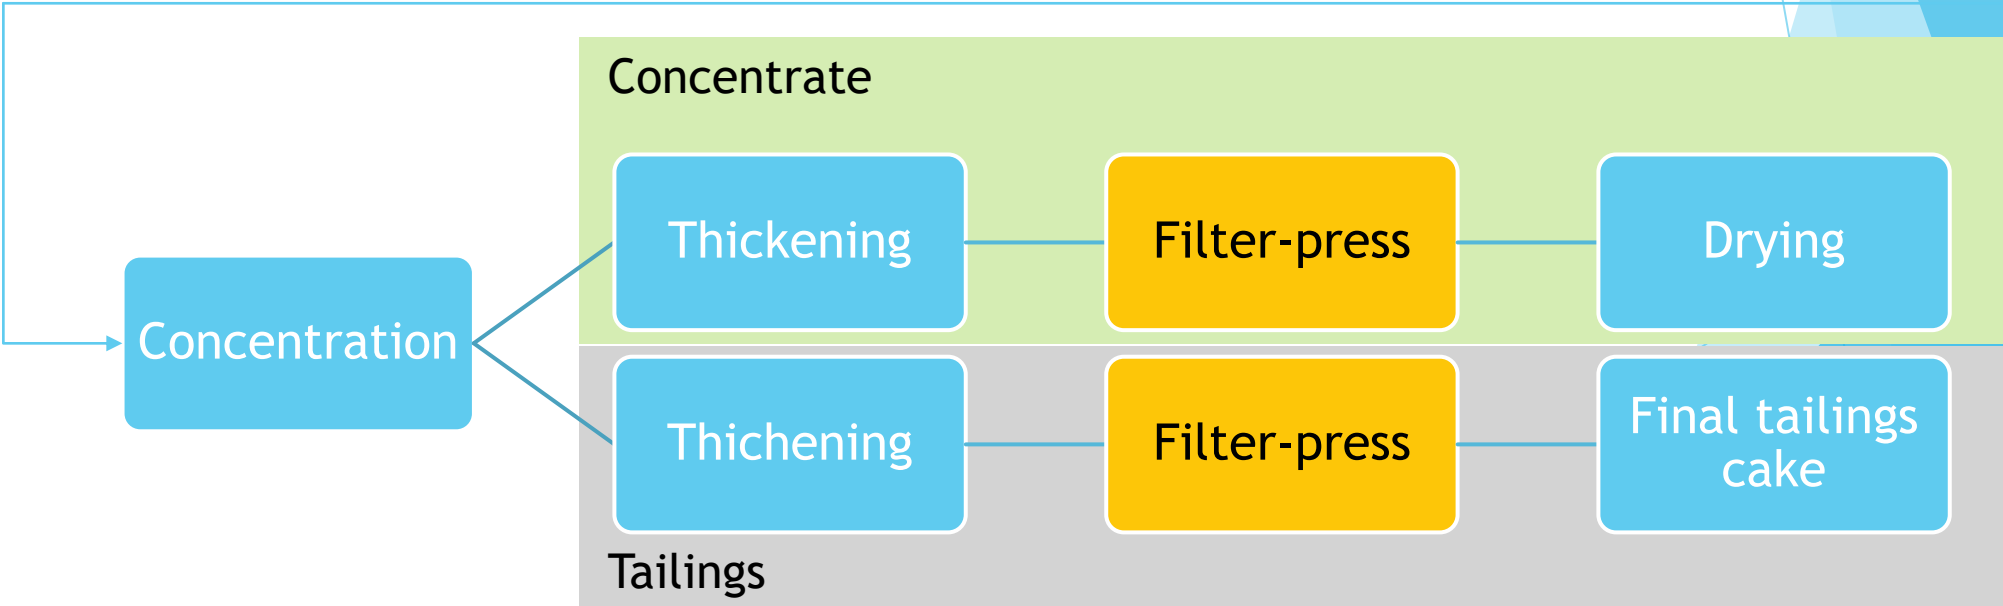 Concentrate
Thickening
Filter-press
Drying
Concentration
Thichening
Filter-press
Final tailings
cake
Tailings